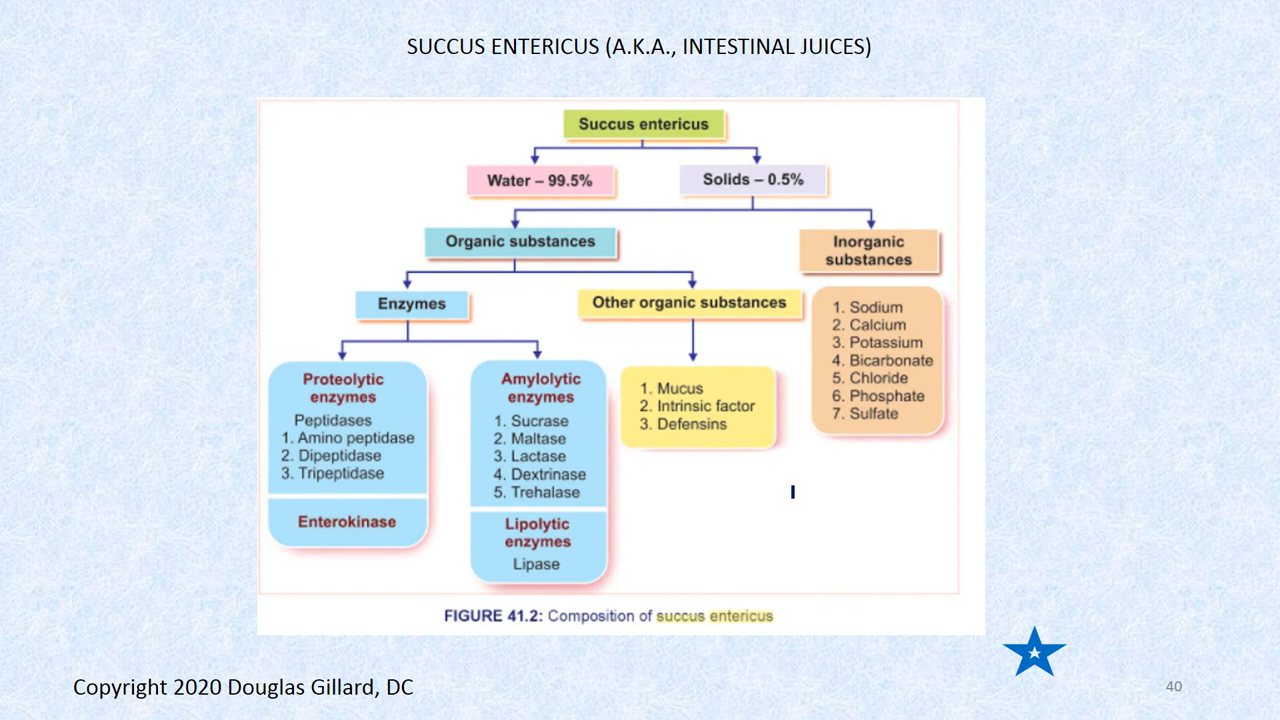 SUCCUS ENTERICUS (A.K.A., INTESTINAL JUICES)
Succus entericus
Water – 99.5%
Solids – 0.5%
Organic substances
Inorganic
substances
Enzymes
Other organic substances
Proteolytic
enzymes
Peptidases
1. Amino peptidase
2. Dipeptidase
3. Tripeptidase
Enterokinase
Amylolytic
enzymes
1. Sucrase
2. Maltase
3. Lactase
4. Dextrinase
5. Trehalase
Lipolytic
enzymes
Lipase
1. Mucus
2. Intrinsic factor
3. Defensins
1. Sodium
2. Calcium
3. Potassium
4. Bicarbonate
5. Chloride
6. Phosphate
7. Sulfate
FIGURE 41.2: Composition of succus entericus
Copyright 2020 Douglas Gillard, DC
40